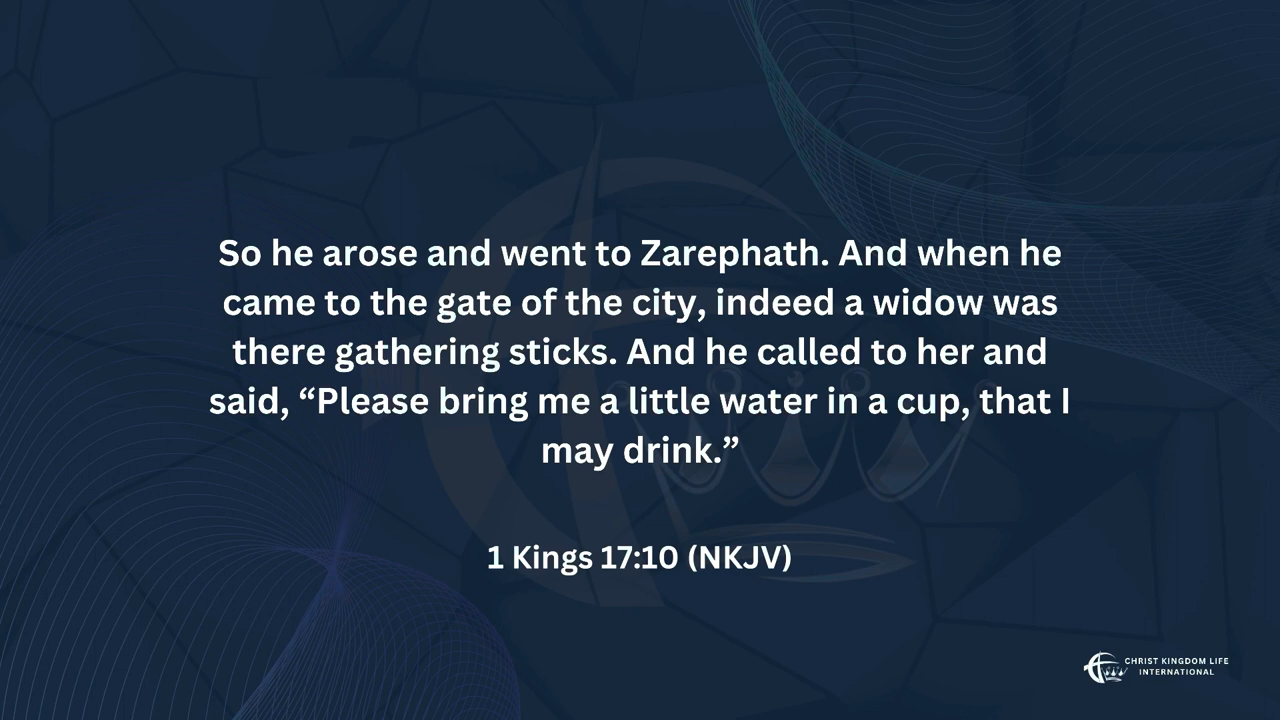 So he arose and went to Zarephath. And when he
came to the gate of the city, indeed a widow was
there gathering sticks. And he called to her and
said, “Please bring me a little water in a cup, that I
may drink.”
1 Kings 17:10 (NKJV)
CHRIST KINGDOM LIFE
INTERNATIONAL